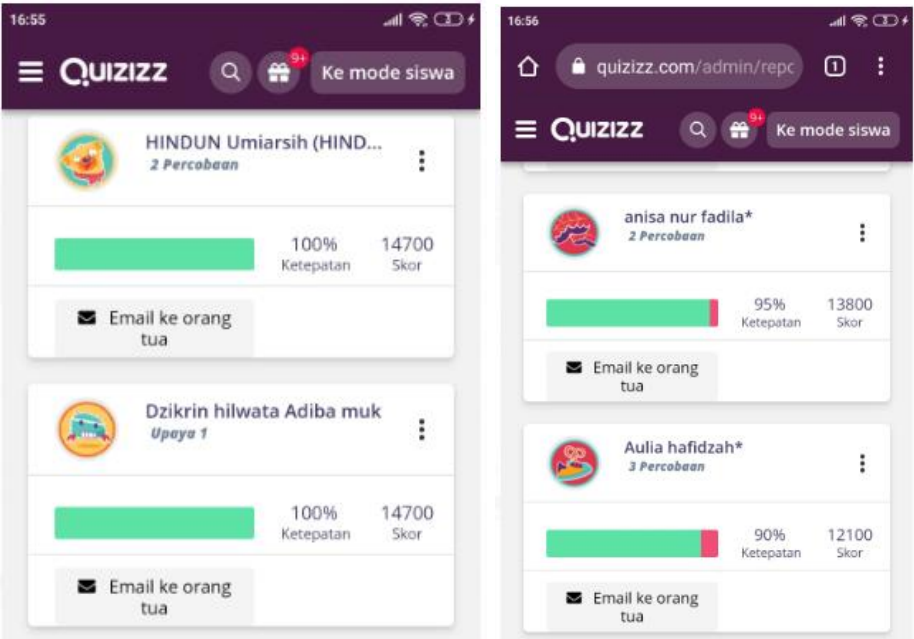 16:55
Quizizz
9+
Ke mode siswa
HINDUN Umiarsih (HIND...
2 Percobaan
100%
Ketepatan
14700
Skor
Email ke orang
tua
Dzikrin hilwata Adiba muk
Upaya 1
100%
Ketepatan
14700
Skor
Email ke orang
tua
16:56
quizizz.com/admin/repo
1
Quizizz
9+
Ke mode siswa
anisa nur fadila*
2 Percobaan
95%
Ketepatan
13800
Skor
Email ke orang
tua
Aulia hafidzah*
3 Percobaan
90%
Ketepatan
12100
Skor
Email ke orang
tua